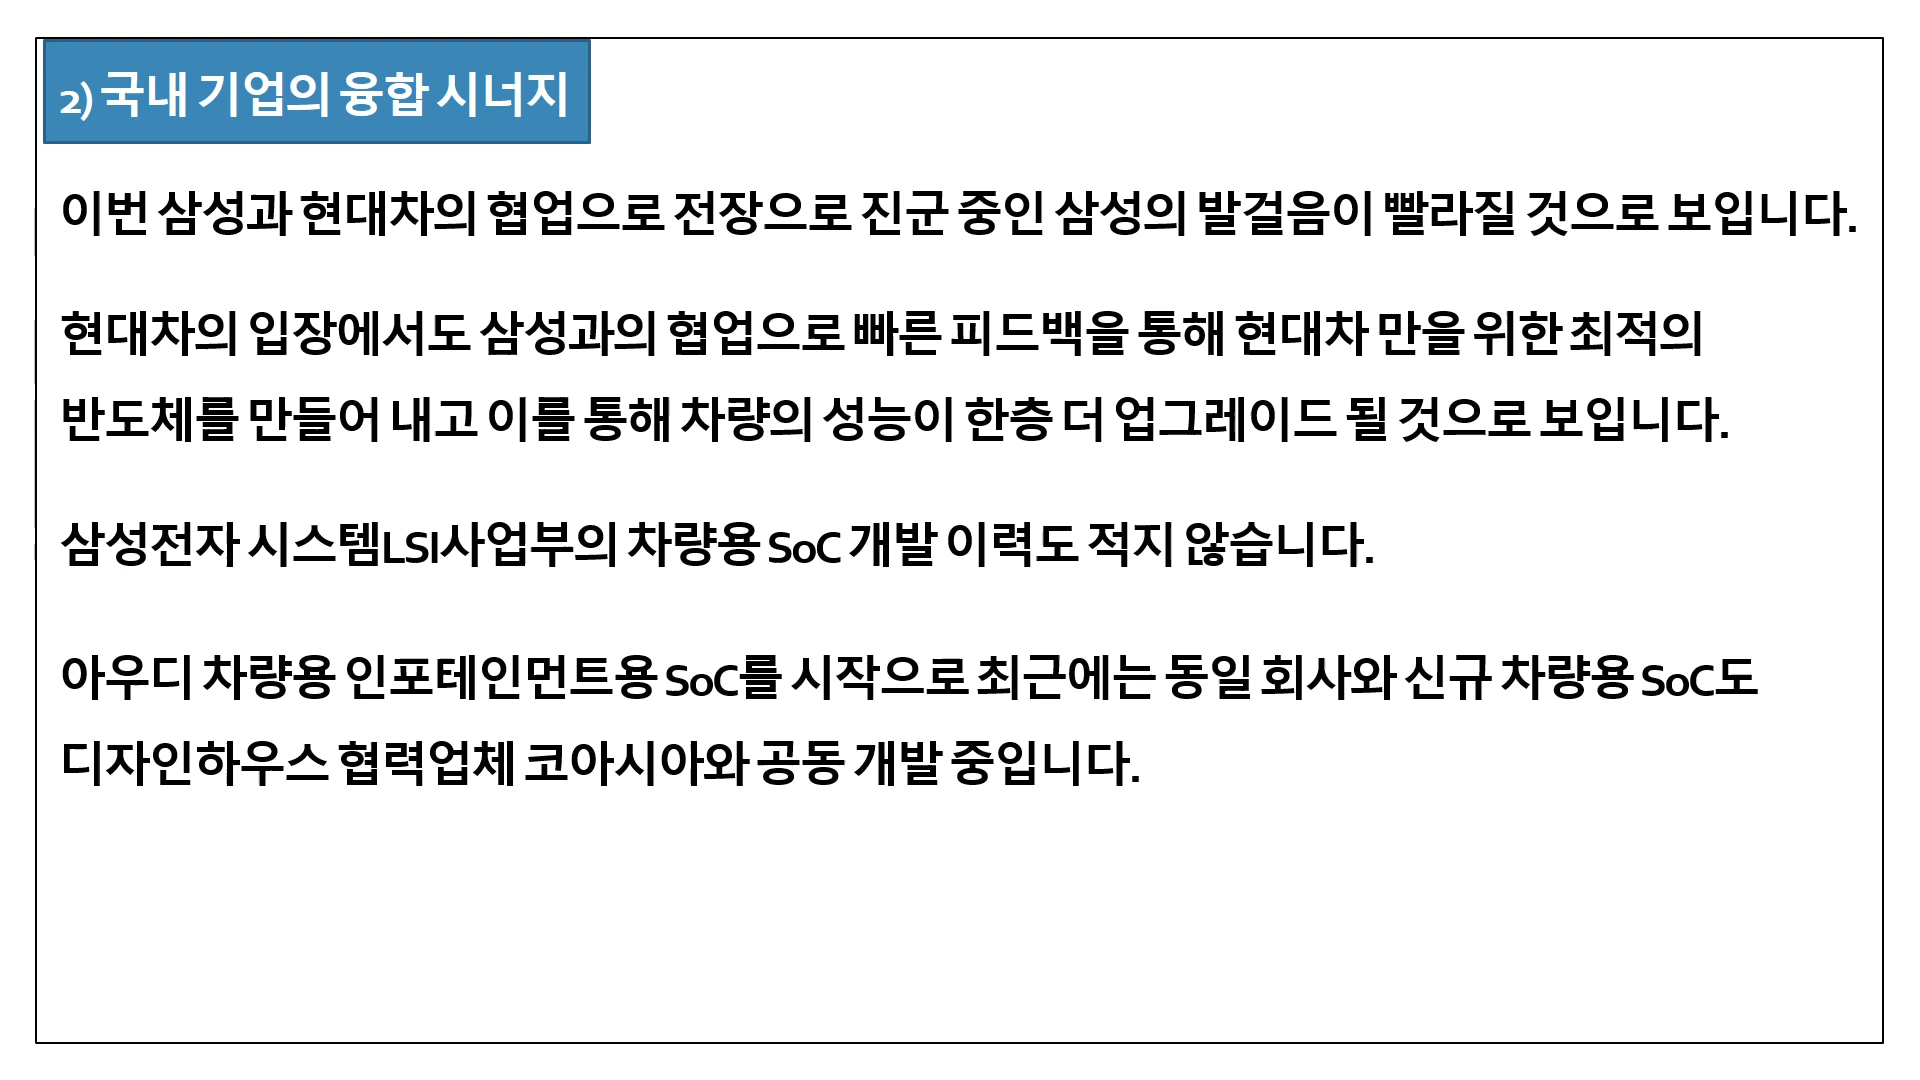 2) 국내 기업의 융합 시너지
이번 삼성과 현대차의 협업으로 전장으로 진군 중인 삼성의 발걸음이 빨라질 것으로 보입니다.
현대차의 입장에서도 삼성과의 협업으로 빠른 피드백을 통해 현대차 만을 위한 최적의
반도체를 만들어 내고 이를 통해 차량의 성능이 한층 더 업그레이드 될 것으로 보입니다.
삼성전자 시스템LSI사업부의 차량용 SoC 개발 이력도 적지 않습니다.
아우디 차량용 인포테인먼트용 SoC를 시작으로 최근에는 동일 회사와 신규 차량용 SoC도
디자인하우스 협력업체 코아시아와 공동 개발 중입니다.